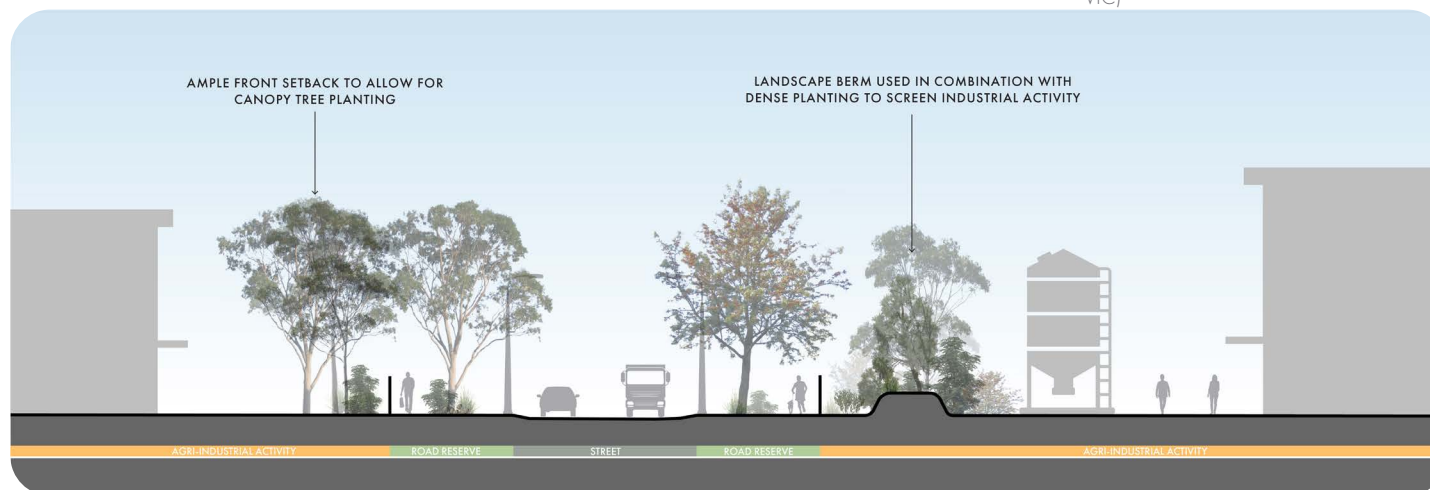 VIC)
AMPLE FRONT SETBACK TO ALLOW FOR
CANOPY TREE PLANTING
LANDSCAPE BERM USED IN COMBINATION WITH
DENSE PLANTING TO SCREEN INDUSTRIAL ACTIVITY
AGRI-INDUSTRIAL ACTIVITY
ROAD RESERVE
STREET
ROAD RESERVE
AGRI-INDUSTRIAL ACTIVITY